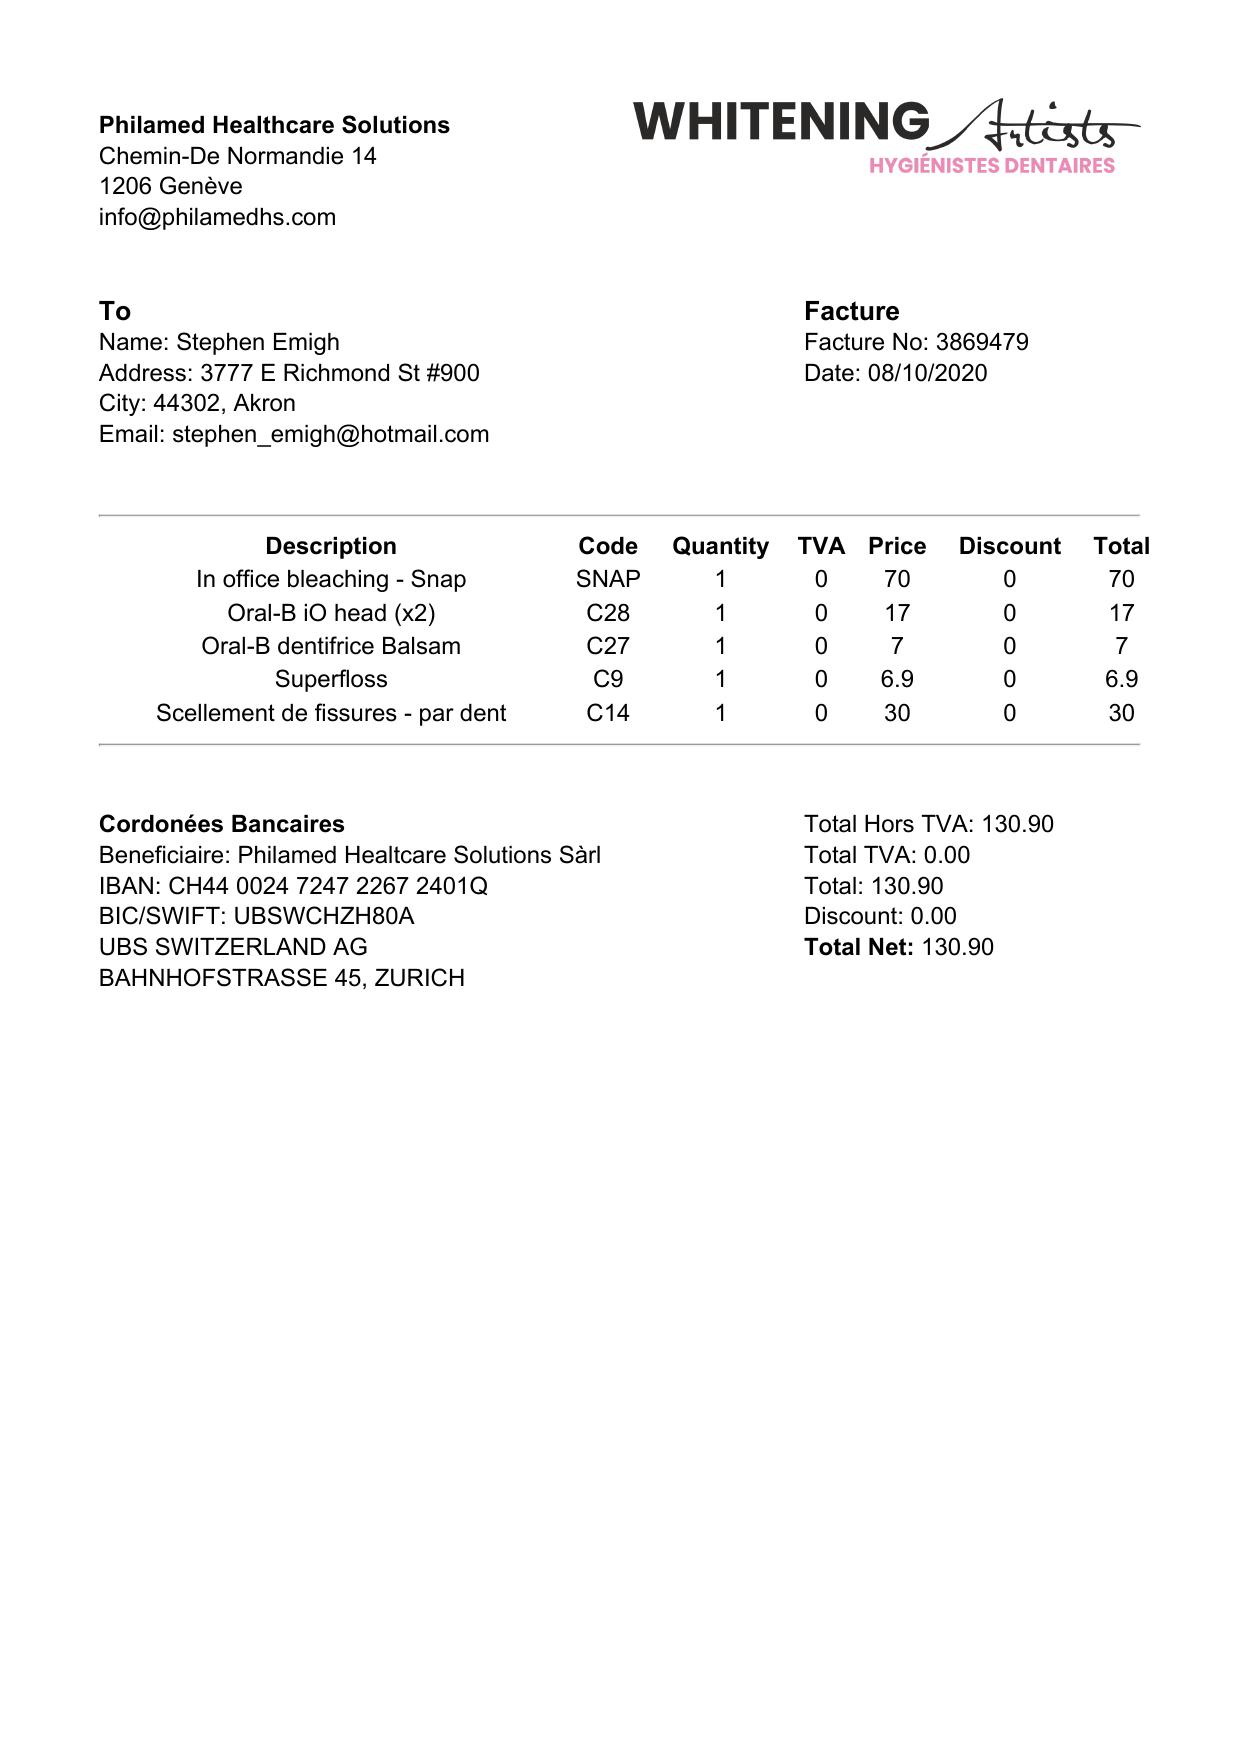 Philamed Healthcare Solutions
Chemin-De Normandie 14
1206 Genève
info@philamedhs.com
WHITENING Artists
HYGIÉNISTES DENTAIRES
To
Name: Stephen Emigh
Address: 3777 E Richmond St #900
City: 44302, Akron
Email: stephen_emigh@hotmail.com
Facture
Facture No: 3869479
Date: 08/10/2020
Description Code Quantity TVA Price Discount Total
In office bleaching - Snap SNAP 1 0 70 0 70
Oral-B iO head (x2) C28 1 0 17 0 17
Oral-B dentifrice Balsam C27 1 0 7 0 7
Superfloss C9 1 0 6.9 0 6.9
Scellement de fissures - par dent C14 1 0 30 0 30
Cordonées Bancaires
Beneficiaire: Philamed Healtcare Solutions Sàrl
IBAN: CH44 0024 7247 2267 2401Q
BIC/SWIFT: UBSWCHZH80A
UBS SWITZERLAND AG
BAHNHOFSTRASSE 45, ZURICH
Total Hors TVA: 130.90
Total TVA: 0.00
Total: 130.90
Discount: 0.00
Total Net: 130.90